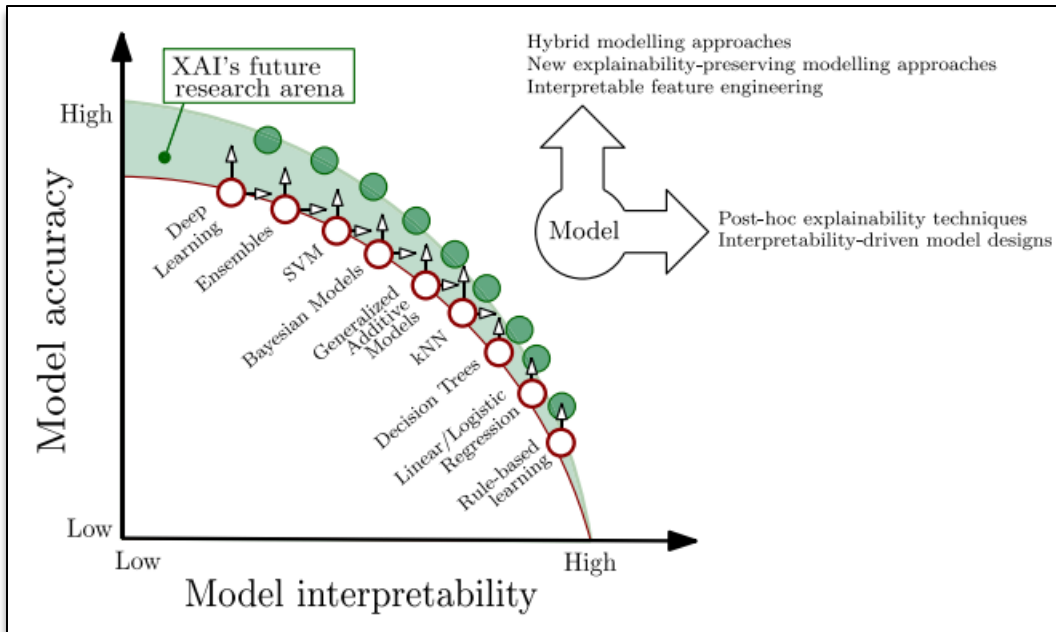 XAI's future
research arena
High
Model accuracy
Low
Low
High
Model interpretability
Deep
Learning
Ensembles
SVM
Bayesian Models
Generalized
Additive
Models
kNN
Decision Trees
Linear/Logistic
Regression
Rule-based
learning
Hybrid modelling approaches
New explainability-preserving modelling approaches
Interpretable feature engineering
Model
Post-hoc explainability techniques
Interpretability-driven model designs